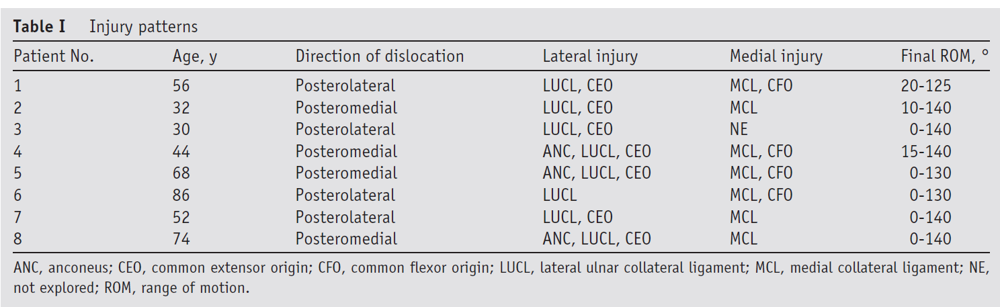 Table I Injury patterns
Patient No. Age, y Direction of dislocation Lateral injury Medial injury Final ROM, °
1 56 Posterolateral LUCL, CEO MCL, CFO 20-125
2 32 Posteromedial LUCL, CEO MCL 10-140
3 30 Posterolateral LUCL, CEO NE 0-140
4 44 Posteromedial ANC, LUCL, CEO MCL, CFO 15-140
5 68 Posteromedial ANC, LUCL, CEO MCL, CFO 0-130
6 86 Posterolateral LUCL MCL, CFO 0-130
7 52 Posterolateral LUCL, CEO MCL 0-140
8 74 Posteromedial ANC, LUCL, CEO MCL 0-140
ANC, anconeus; CEO, common extensor origin; CFO, common flexor origin; LUCL, lateral ulnar collateral ligament; MCL, medial collateral ligament; NE,
not explored; ROM, range of motion.